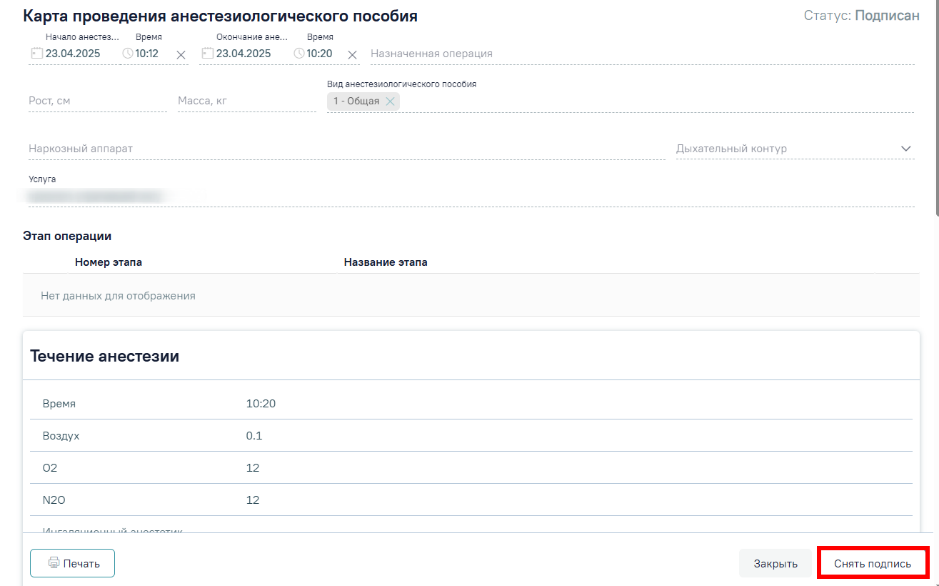 Карта проведения анестезиологического пособия
Статус: Подписан
Начало анестез... Время Окончание ане... Время
23.04.2025 10:12 23.04.2025 10:20 Назначенная операция
Вид анестезиологического пособия
Рост, см Масса, кг 1 - Общая
Наркозный аппарат Дыхательный контур
Услуга
Этап операции
Номер этапа Название этапа
Нет данных для отображения
Течение анестезии
Время 10:20
Воздух 0.1
O2 12
N2O 12
Ингаляционный анестетик
Печать Закрыть Снять подпись